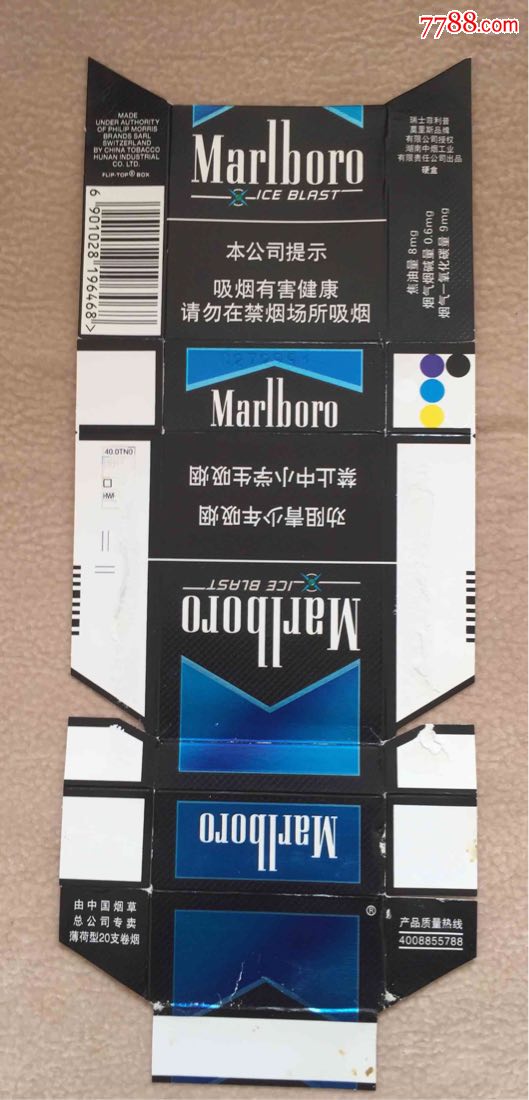 7788.com
MADE
UNDER AUTHORITY
OF PHILIP MORRIS
BRANDS SARL
SWITZERLAND
BY CHINA TOBACCO
HUNAN INDUSTRIAL
CO. LTD.
FLIP-TOP® BOX
6 901028 196468>
Marlboro
ICE BLAST
本公司提示
吸烟有害健康
请勿在禁烟场所吸烟
瑞士菲利普
莫里斯品牌
有限公司授权
湖南中烟工业
有限责任公司出品
硬盒
焦油量 8mg
烟气烟碱量 0.6mg
烟气一氧化碳量 9mg
Marlboro
40.0TN0
HWF
禁止中小学生吸烟
劝阻青少年吸烟
ICE BLAST
Marlboro
Marlboro
由中国烟草
总公司专卖
薄荷型20支卷烟
®
产品质量热线
4008855788